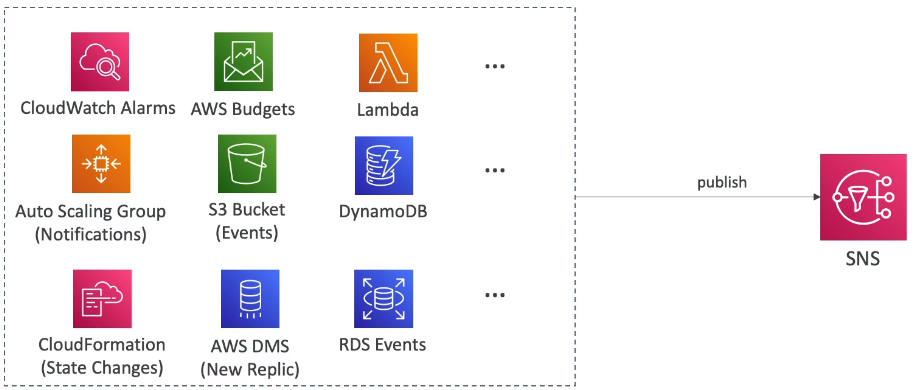 CloudWatch Alarms
AWS Budgets
Lambda
...
Auto Scaling Group
(Notifications)
S3 Bucket
(Events)
DynamoDB
...
CloudFormation
(State Changes)
AWS DMS
(New Replic)
RDS Events
...
publish
SNS